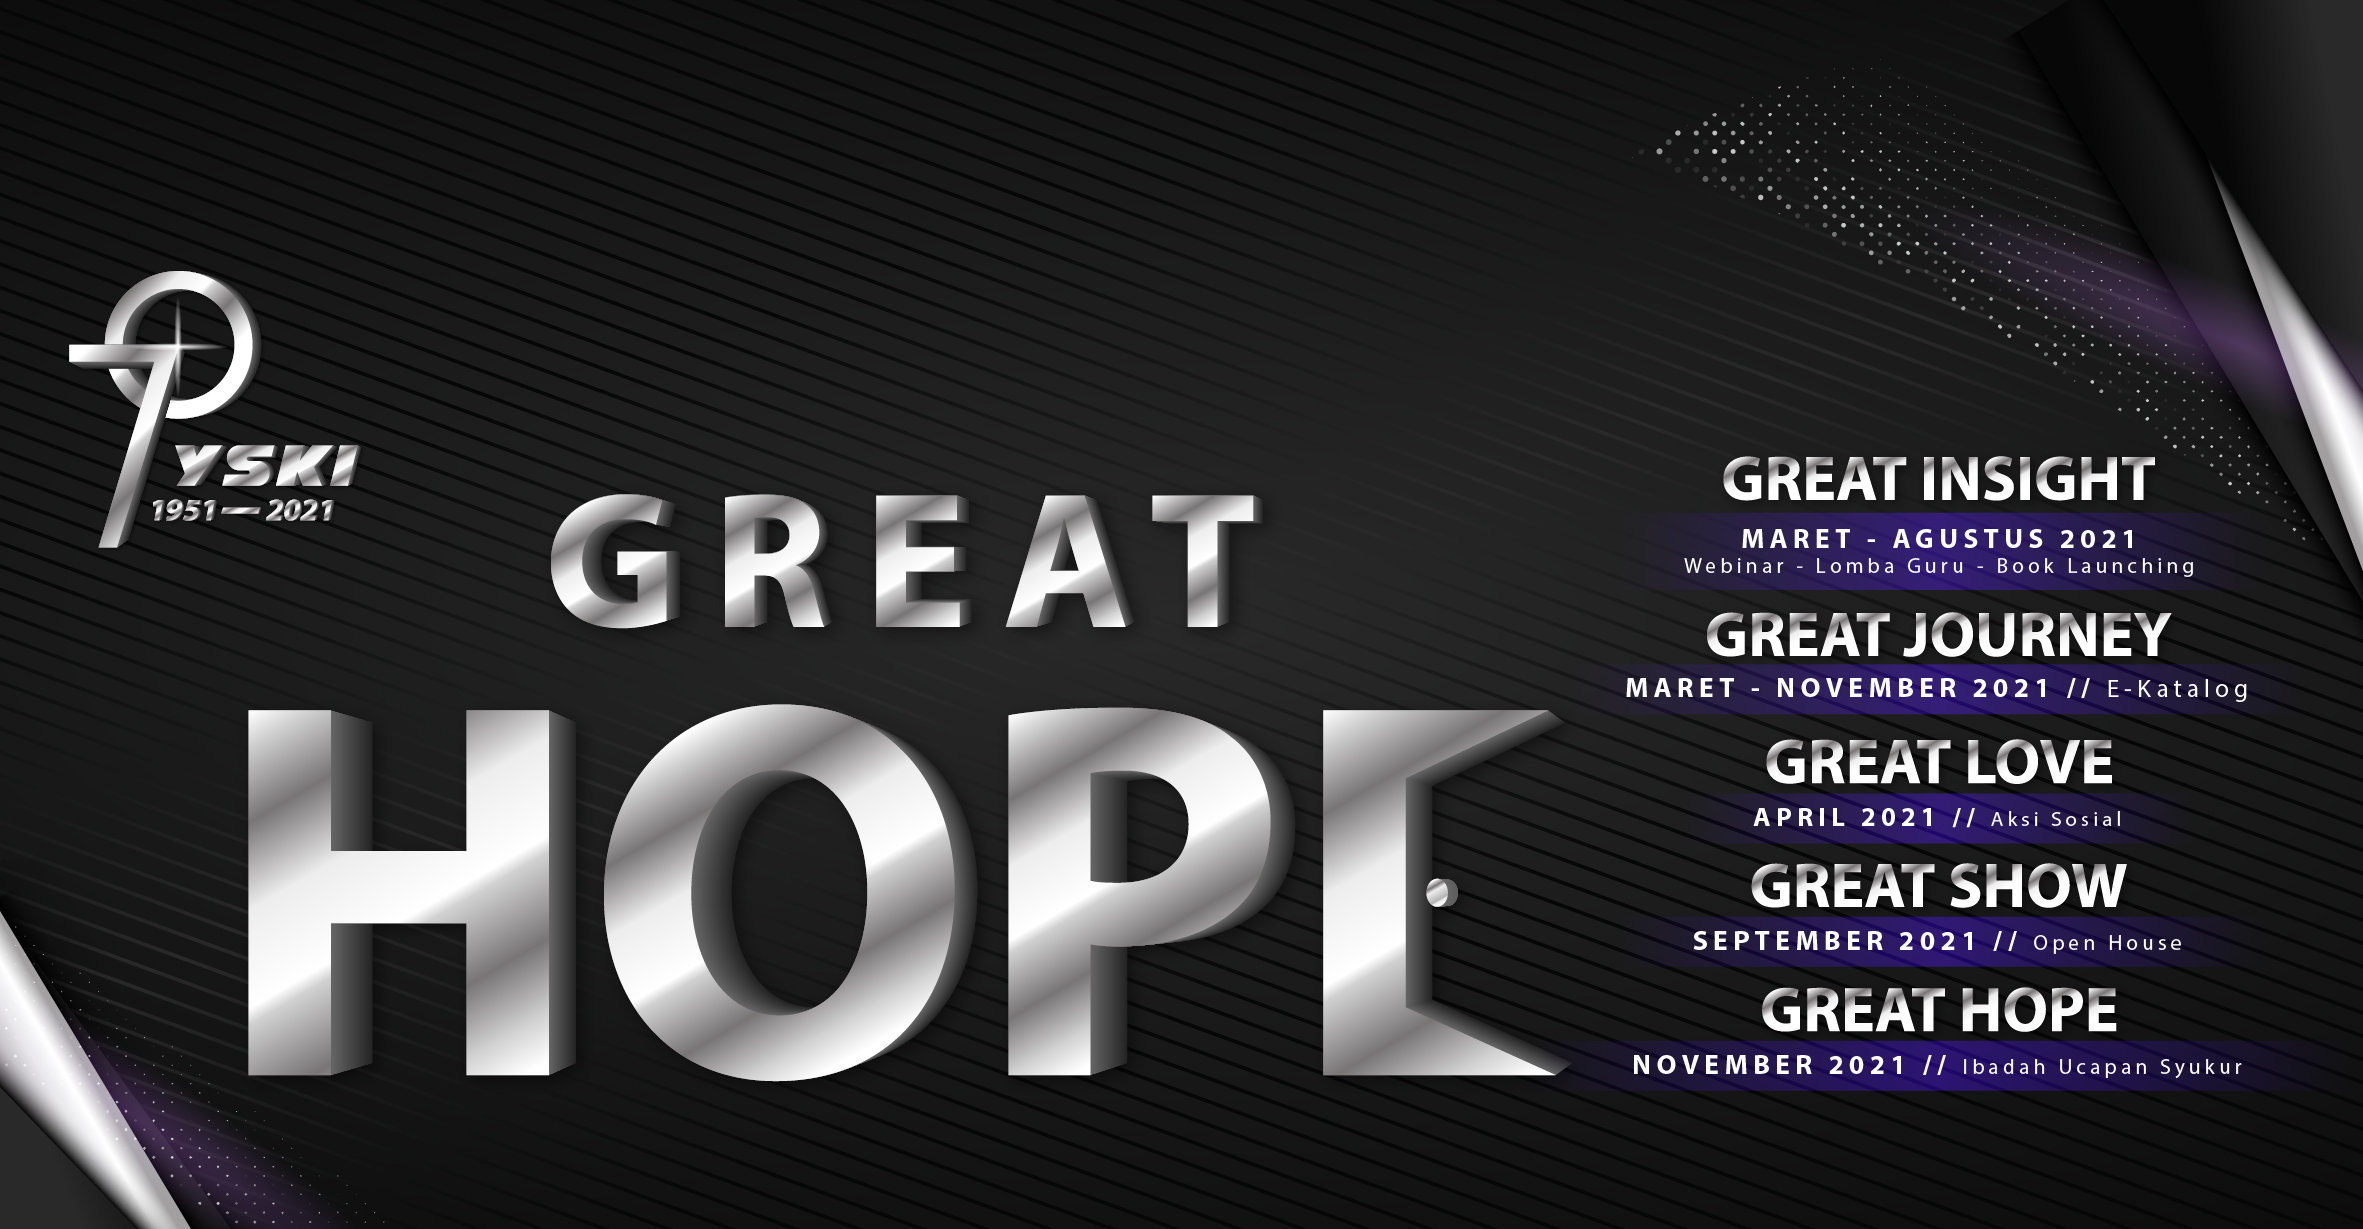 70
YSKI
1951 — 2021
GREAT
HOPE
GREAT INSIGHT
MARET - AGUSTUS 2021
Webinar - Lomba Guru - Book Launching
GREAT JOURNEY
MARET - NOVEMBER 2021 // E-Katalog
GREAT LOVE
APRIL 2021 // Aksi Sosial
GREAT SHOW
SEPTEMBER 2021 // Open House
GREAT HOPE
NOVEMBER 2021 // Ibadah Ucapan Syukur